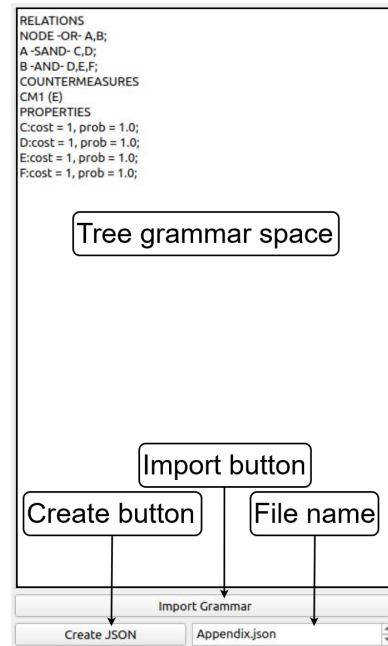 RELATIONS
NODE -OR- A,B;
A -SAND- C,D;
B -AND- D,E,F;
COUNTERMEASURES
CM1 (E)
PROPERTIES
C:cost = 1, prob = 1.0;
D:cost = 1, prob = 1.0;
E:cost = 1, prob = 1.0;
F:cost = 1, prob = 1.0;
Tree grammar space
Import button
Create button
File name
Import Grammar
Create JSON
Appendix.json